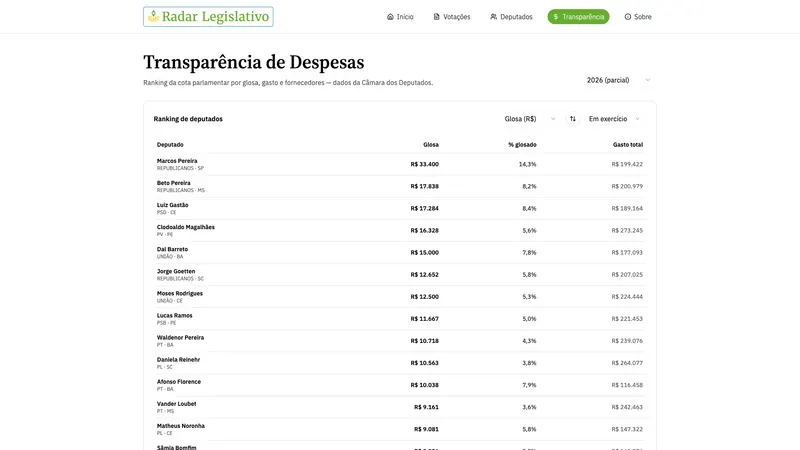 Radar Legislativo
Início Votações Deputados Transparência Sobre
Transparência de Despesas
Ranking da cota parlamentar por glosa, gasto e fornecedores — dados da Câmara dos Deputados.
2026 (parcial)
Ranking de deputados Glosa (R$) Em exercício
Deputado Glosa % glosado Gasto total
Marcos Pereira R$ 33.400 14,3% R$ 199.422
REPUBLICANOS · SP
Beto Pereira R$ 17.838 8,2% R$ 200.979
REPUBLICANOS · MS
Luiz Gastão R$ 17.284 8,4% R$ 189.164
PSD · CE
Clodoaldo Magalhães R$ 16.328 5,6% R$ 273.245
PV · PE
Dal Barreto R$ 15.000 7,8% R$ 177.093
UNIÃO · BA
Jorge Goetten R$ 12.652 5,8% R$ 207.025
REPUBLICANOS · SC
Moses Rodrigues R$ 12.500 5,3% R$ 224.444
UNIÃO · CE
Lucas Ramos R$ 11.667 5,0% R$ 221.453
PSB · PE
Waldenor Pereira R$ 10.718 4,3% R$ 239.076
PT · BA
Daniela Reinehr R$ 10.563 3,8% R$ 264.077
PL · SC
Afonso Florence R$ 10.038 7,9% R$ 116.458
PT · BA
Vander Loubet R$ 9.161 3,6% R$ 242.463
PT · MS
Matheus Noronha R$ 9.081 5,8% R$ 147.322
PL · CE
Sâmia Bomfim